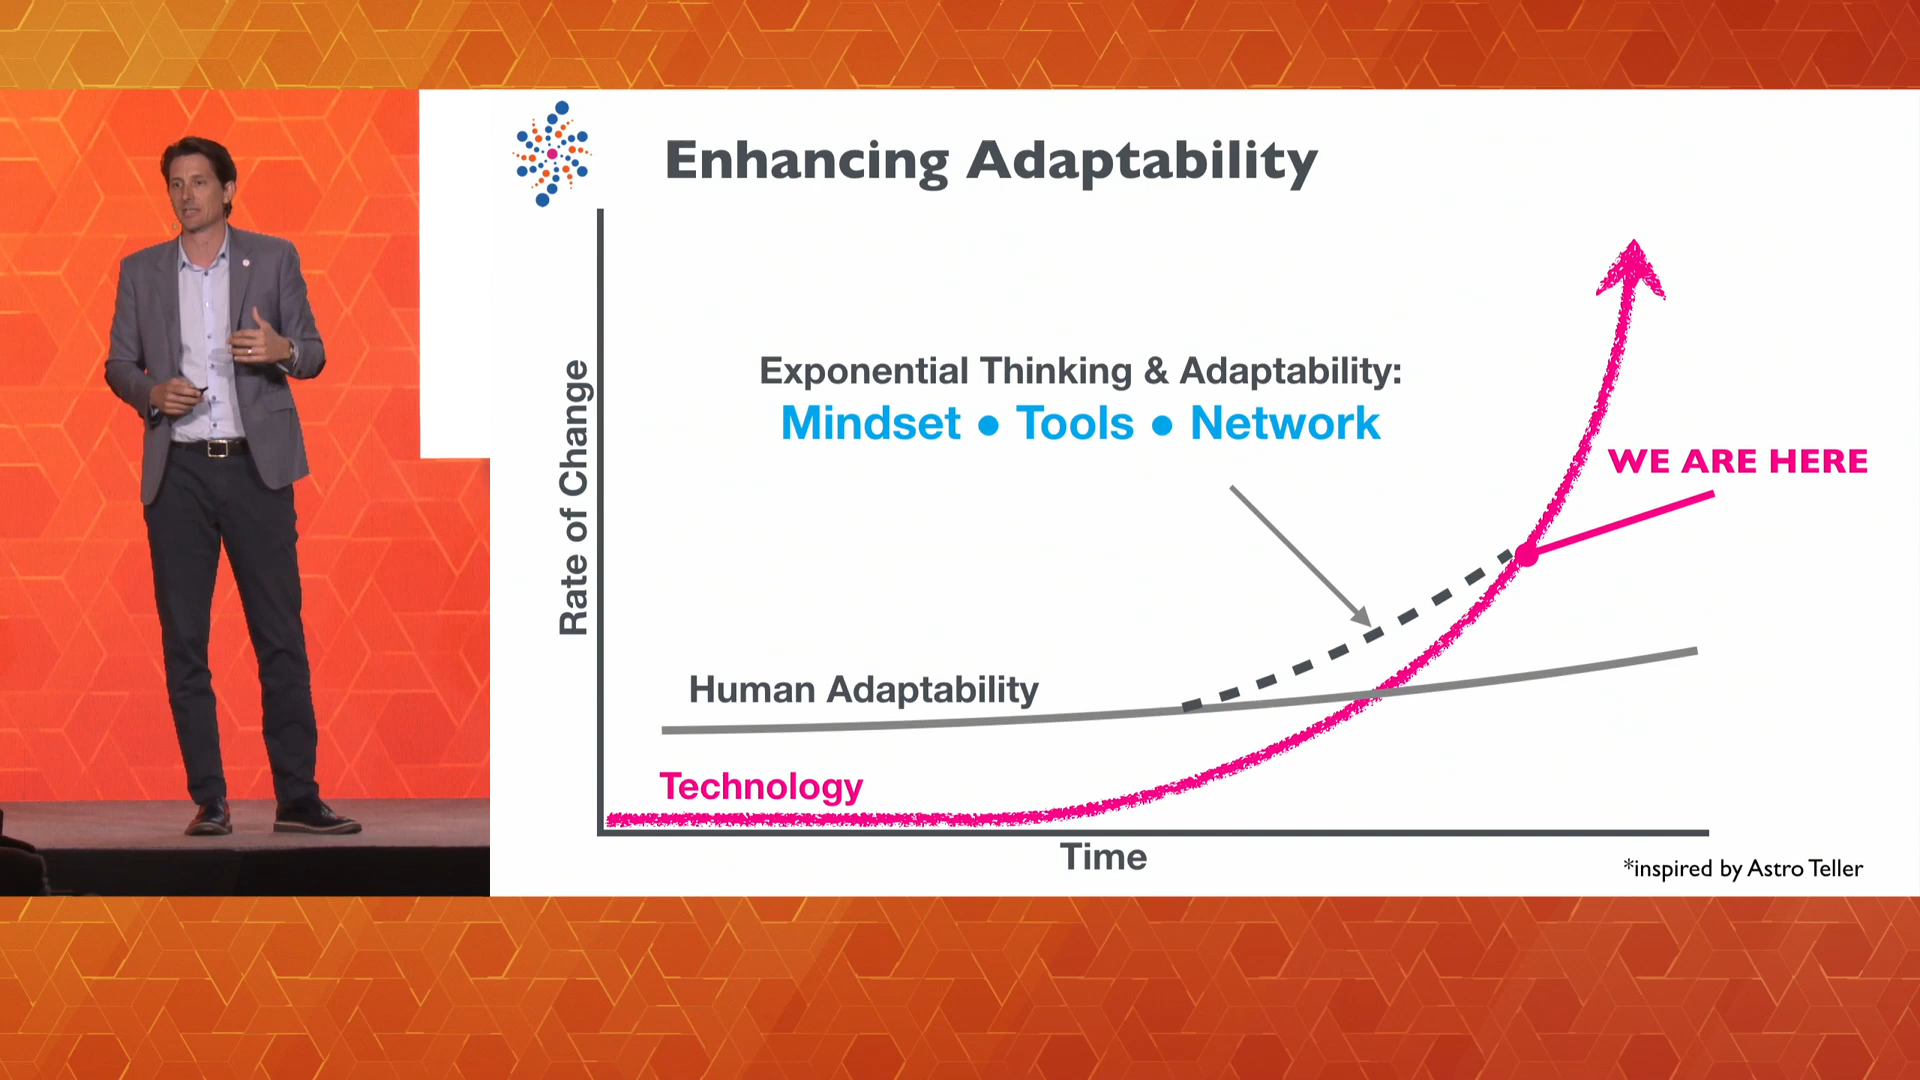 Enhancing Adaptability
Rate of Change
Exponential Thinking & Adaptability:
Mindset • Tools • Network
WE ARE HERE
Human Adaptability
Technology
Time
*inspired by Astro Teller